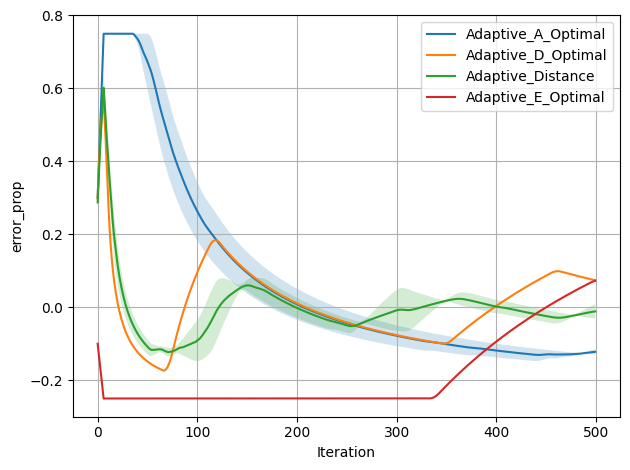 0.8
0.6
0.4
0.2
0.0
−0.2
error_prop
0
100
200
300
400
500
Iteration
Adaptive_A_Optimal
Adaptive_D_Optimal
Adaptive_Distance
Adaptive_E_Optimal